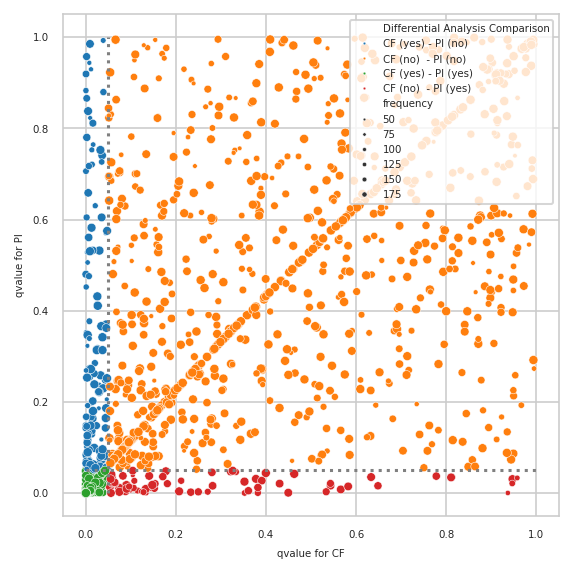 Differential Analysis Comparison
CF (yes) - PI (no)
CF (no)  - PI (no)
CF (yes) - PI (yes)
CF (no)  - PI (yes)
frequency
50
75
100
125
150
175
1.0
0.8
0.6
0.4
0.2
0.0
qvalue for PI
0.0 0.2 0.4 0.6 0.8 1.0
qvalue for CF